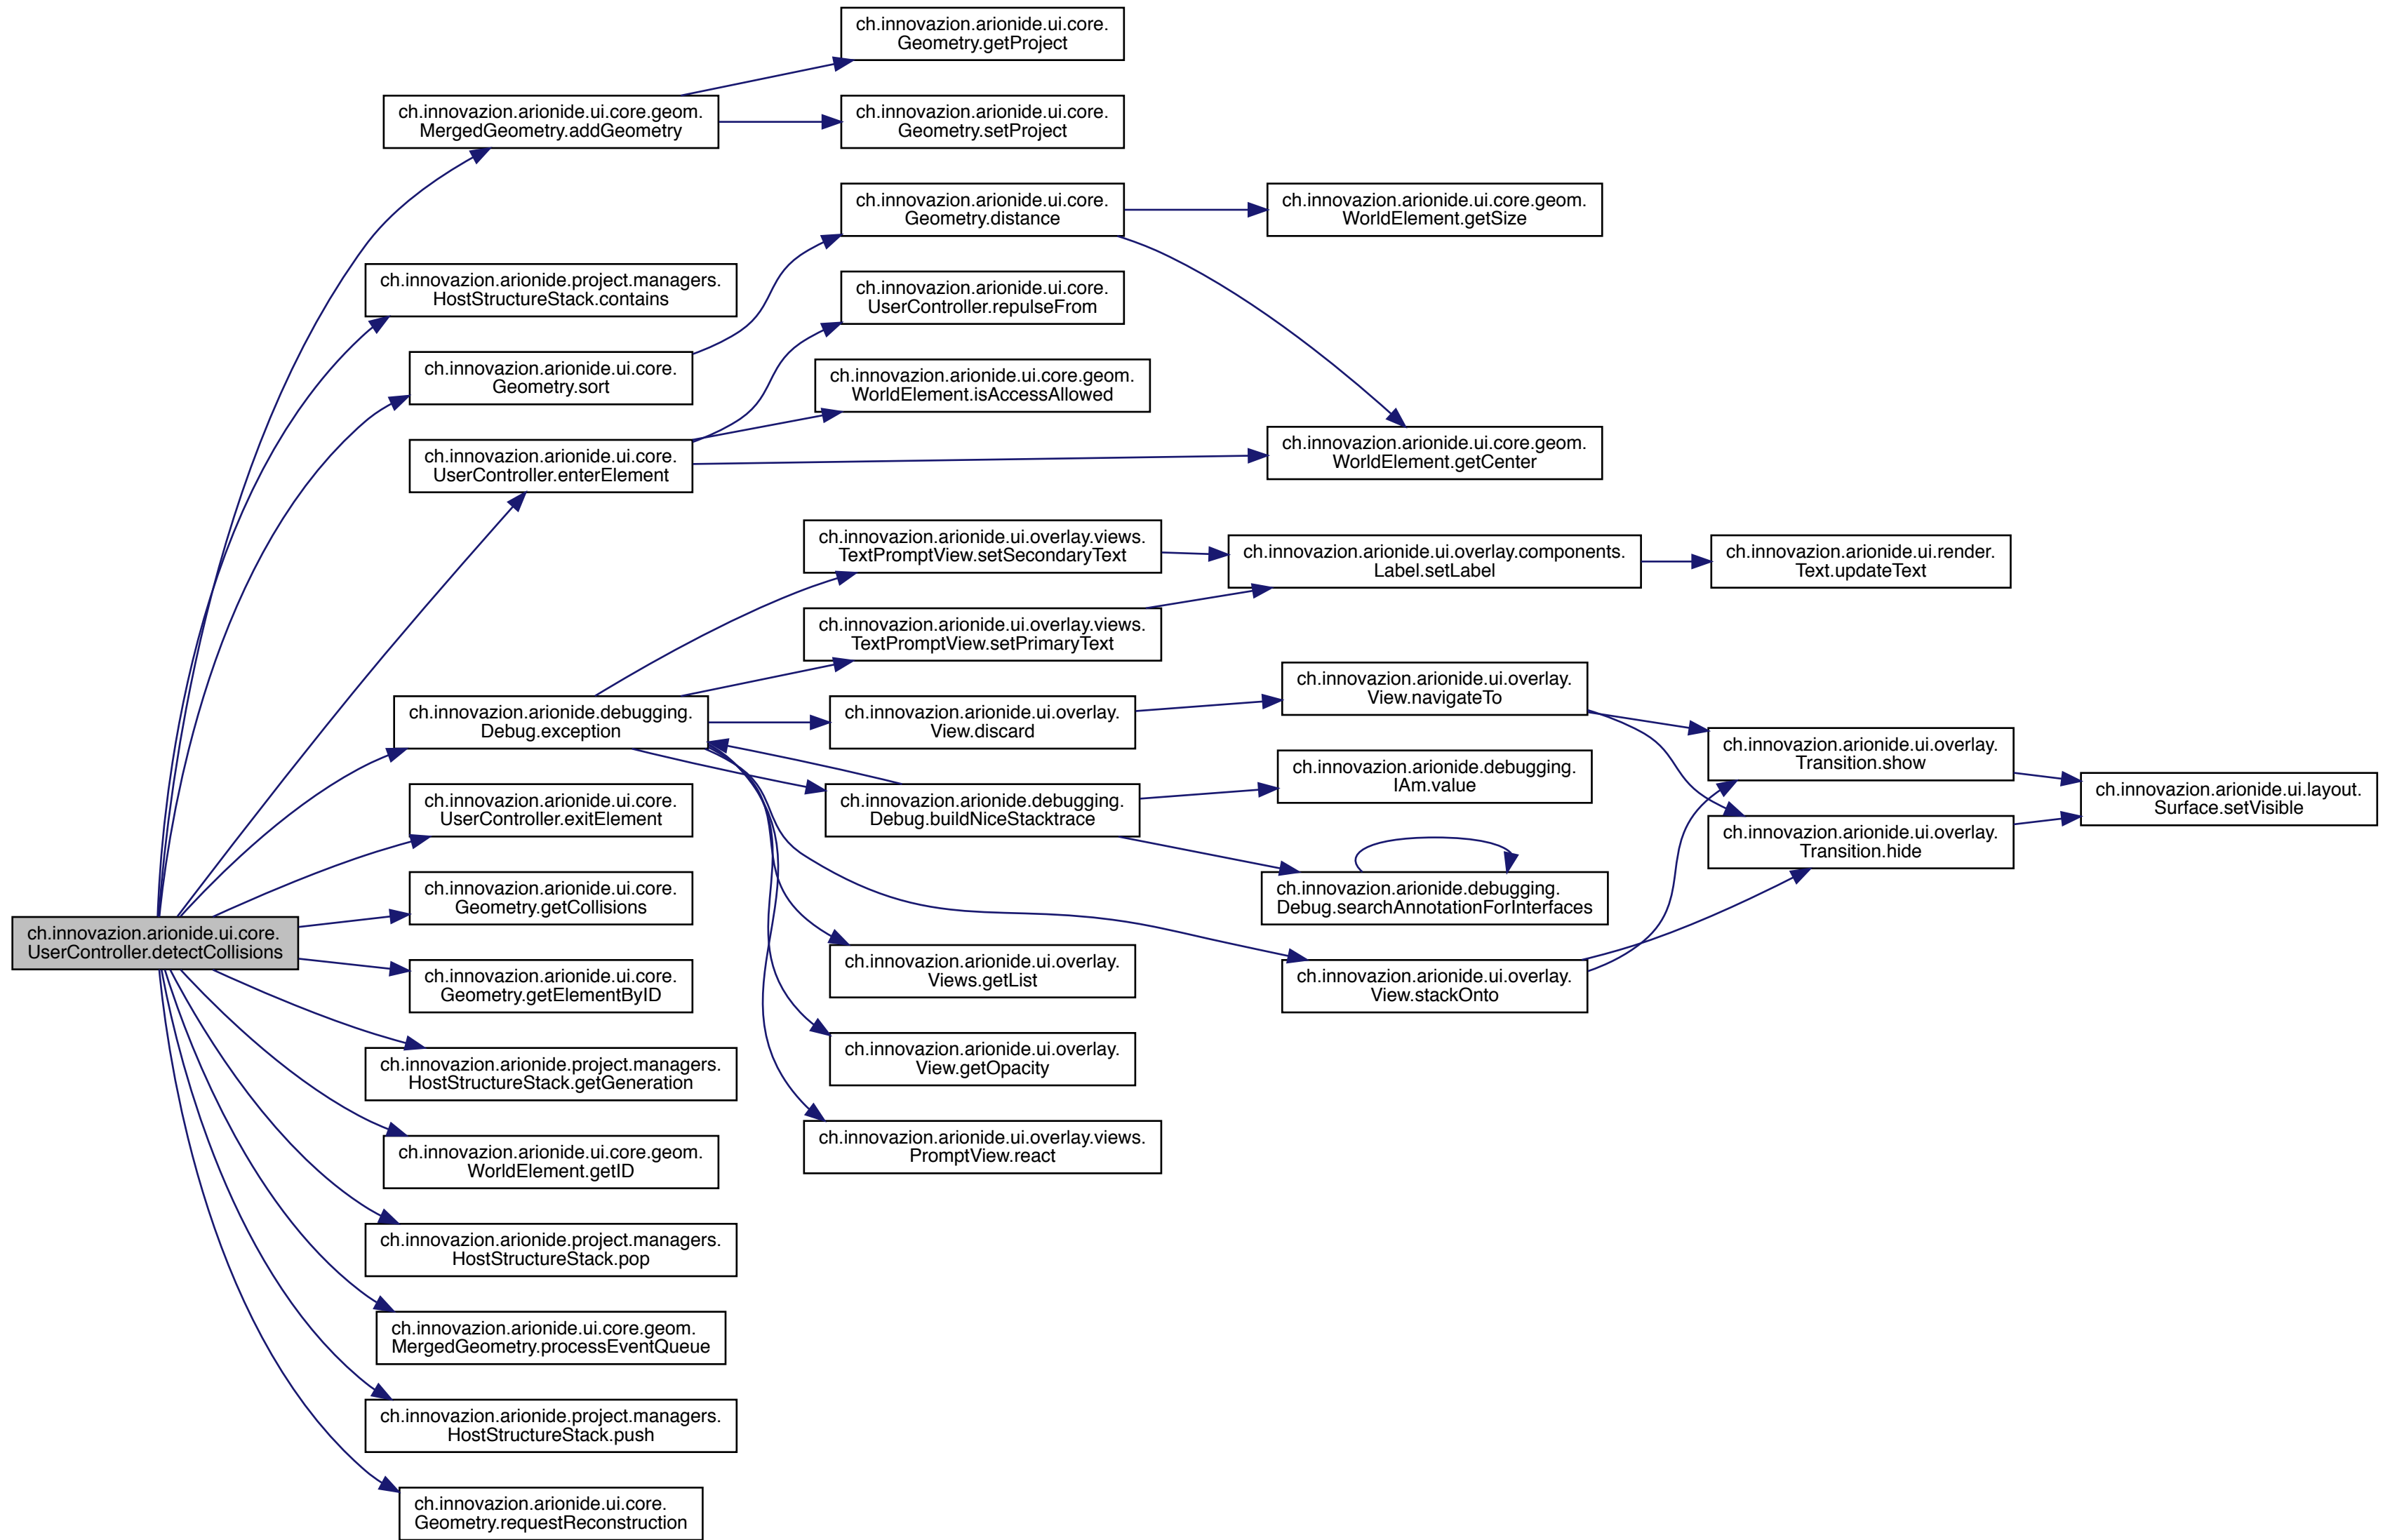 ch.innovazion.arionide.ui.core.
UserController.detectCollisions
ch.innovazion.arionide.ui.core.geom.
MergedGeometry.addGeometry
ch.innovazion.arionide.project.managers.
HostStructureStack.contains
ch.innovazion.arionide.ui.core.
Geometry.sort
ch.innovazion.arionide.ui.core.
UserController.enterElement
ch.innovazion.arionide.debugging.
Debug.exception
ch.innovazion.arionide.ui.core.
UserController.exitElement
ch.innovazion.arionide.ui.core.
Geometry.getCollisions
ch.innovazion.arionide.ui.core.
Geometry.getElementByID
ch.innovazion.arionide.project.managers.
HostStructureStack.getGeneration
ch.innovazion.arionide.ui.core.geom.
WorldElement.getID
ch.innovazion.arionide.project.managers.
HostStructureStack.pop
ch.innovazion.arionide.ui.core.geom.
MergedGeometry.processEventQueue
ch.innovazion.arionide.project.managers.
HostStructureStack.push
ch.innovazion.arionide.ui.core.
Geometry.requestReconstruction
ch.innovazion.arionide.ui.core.
Geometry.getProject
ch.innovazion.arionide.ui.core.
Geometry.setProject
ch.innovazion.arionide.ui.core.
Geometry.distance
ch.innovazion.arionide.ui.core.
UserController.repulseFrom
ch.innovazion.arionide.ui.core.geom.
WorldElement.isAccessAllowed
ch.innovazion.arionide.ui.overlay.views.
TextPromptView.setSecondaryText
ch.innovazion.arionide.ui.overlay.views.
TextPromptView.setPrimaryText
ch.innovazion.arionide.ui.overlay.
View.discard
ch.innovazion.arionide.debugging.
Debug.buildNiceStacktrace
ch.innovazion.arionide.ui.overlay.
Views.getList
ch.innovazion.arionide.ui.overlay.
View.getOpacity
ch.innovazion.arionide.ui.overlay.views.
PromptView.react
ch.innovazion.arionide.ui.core.geom.
WorldElement.getSize
ch.innovazion.arionide.ui.core.geom.
WorldElement.getCenter
ch.innovazion.arionide.ui.overlay.components.
Label.setLabel
ch.innovazion.arionide.ui.overlay.
View.navigateTo
ch.innovazion.arionide.debugging.
IAm.value
ch.innovazion.arionide.debugging.
Debug.searchAnnotationForInterfaces
ch.innovazion.arionide.ui.overlay.
View.stackOnto
ch.innovazion.arionide.ui.render.
Text.updateText
ch.innovazion.arionide.ui.overlay.
Transition.show
ch.innovazion.arionide.ui.overlay.
Transition.hide
ch.innovazion.arionide.ui.layout.
Surface.setVisible